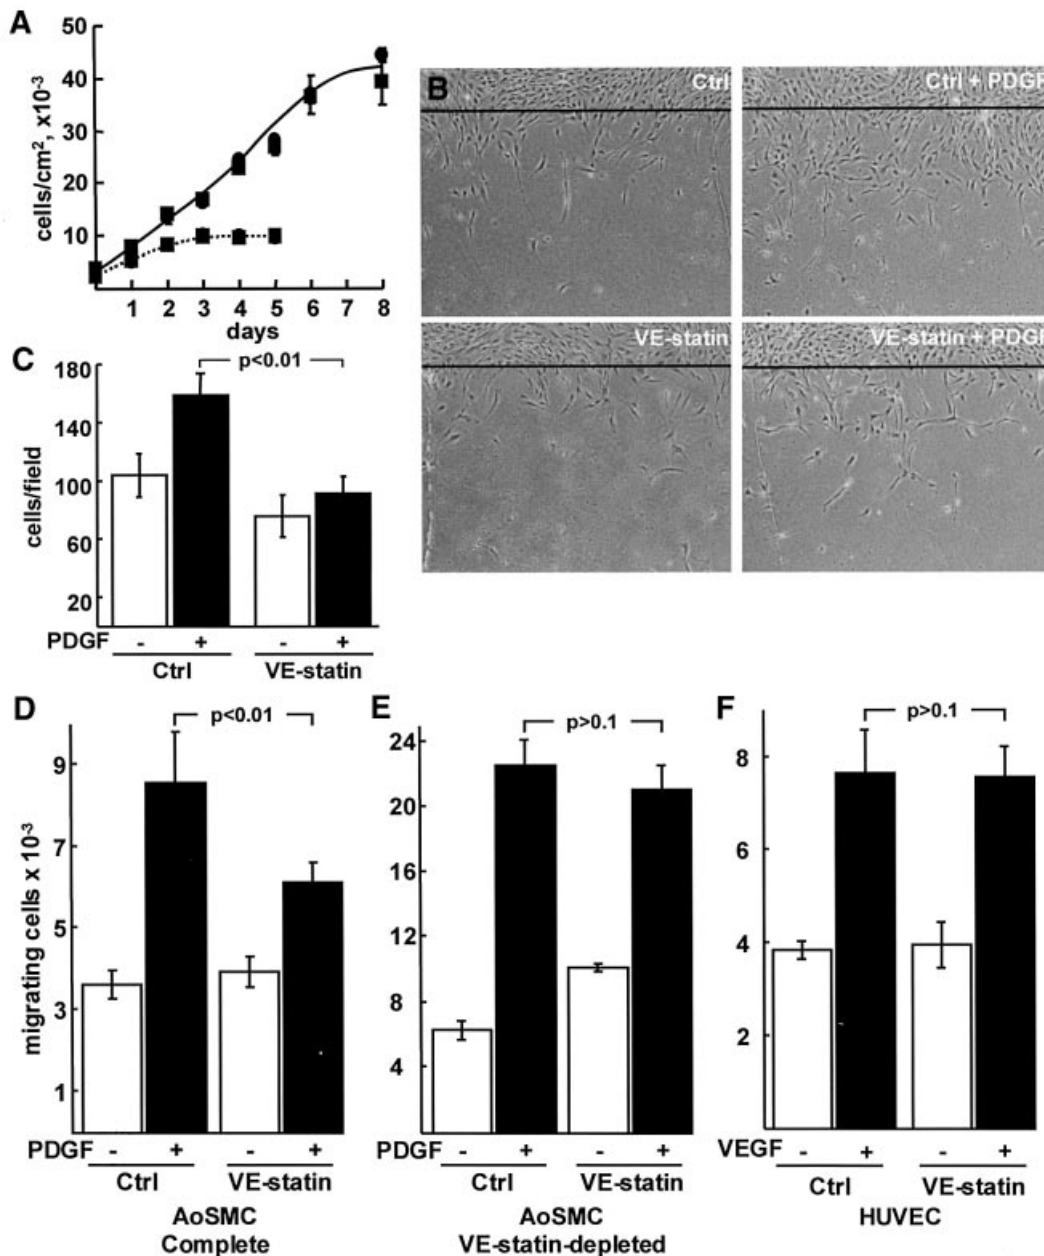 A
50
40
30
20
10
cells/cm², x10⁻³
1 2 3 4 5 6 7 8
days
B
Ctrl
Ctrl + PDGF
VE-statin
VE-statin + PDGF
C
180
140
100
60
20
cells/field
p<0.01
PDGF - + - +
Ctrl VE-statin
D
9
7
5
3
1
migrating cells x 10⁻³
p<0.01
PDGF - + - +
Ctrl VE-statin
AoSMC
Complete
E
24
20
16
12
8
4
p>0.1
PDGF - + - +
Ctrl VE-statin
AoSMC
VE-statin-depleted
F
8
6
4
2
p>0.1
VEGF - + - +
Ctrl VE-statin
HUVEC